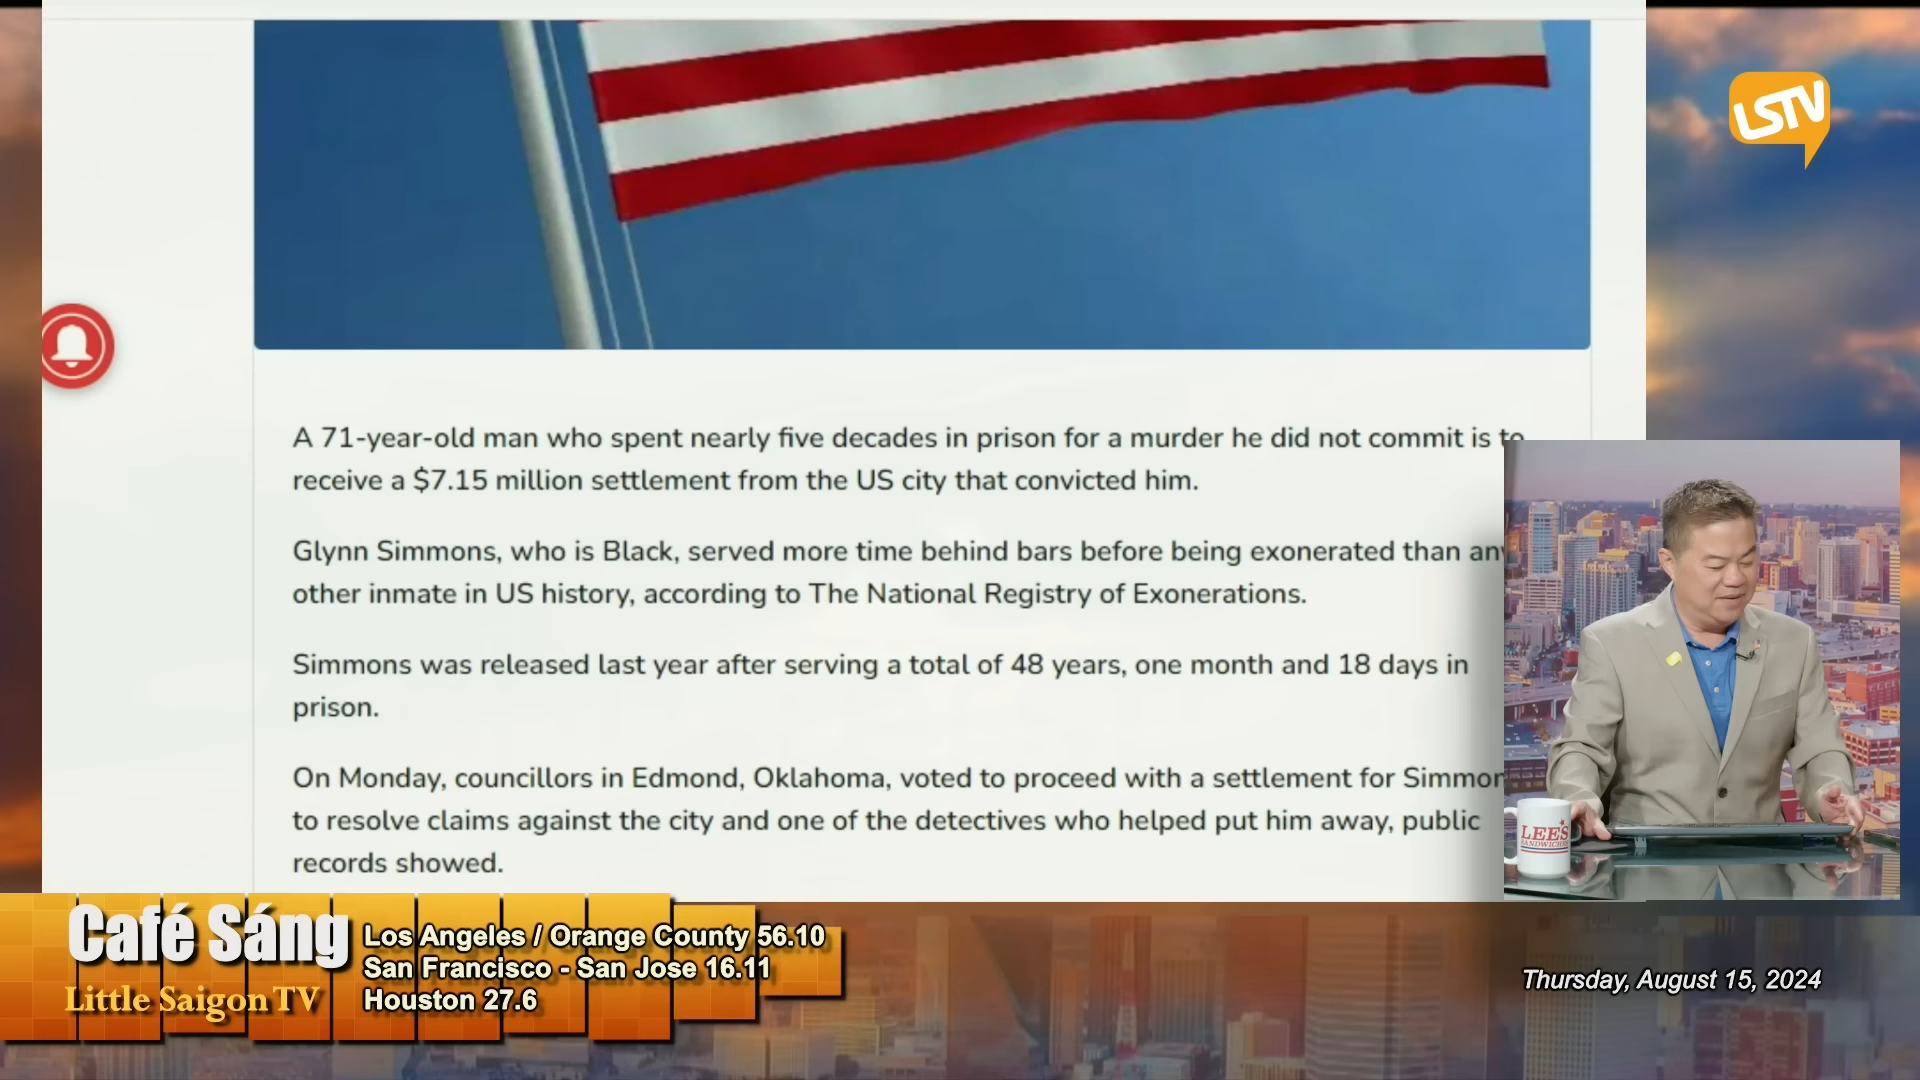 LSTV
A 71-year-old man who spent nearly five decades in prison for a murder he did not commit is to
receive a $7.15 million settlement from the US city that convicted him.
Glynn Simmons, who is Black, served more time behind bars before being exonerated than any
other inmate in US history, according to The National Registry of Exonerations.
Simmons was released last year after serving a total of 48 years, one month and 18 days in
prison.
On Monday, councillors in Edmond, Oklahoma, voted to proceed with a settlement for Simmon
to resolve claims against the city and one of the detectives who helped put him away, public
records showed.
LEE'S
SANDWICHES
Café Sáng
Little Saigon TV
Los Angeles / Orange County 56.10
San Francisco - San Jose 16.11
Houston 27.6
Thursday, August 15, 2024